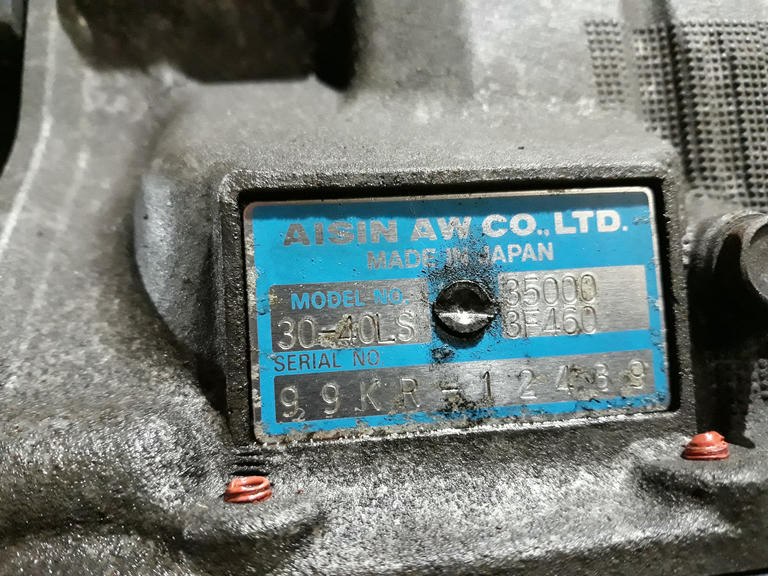 AISIN AW CO., LTD.
MADE IN JAPAN
MODEL NO.
30-40LS
35000
3F460
SERIAL NO
99KR-12489